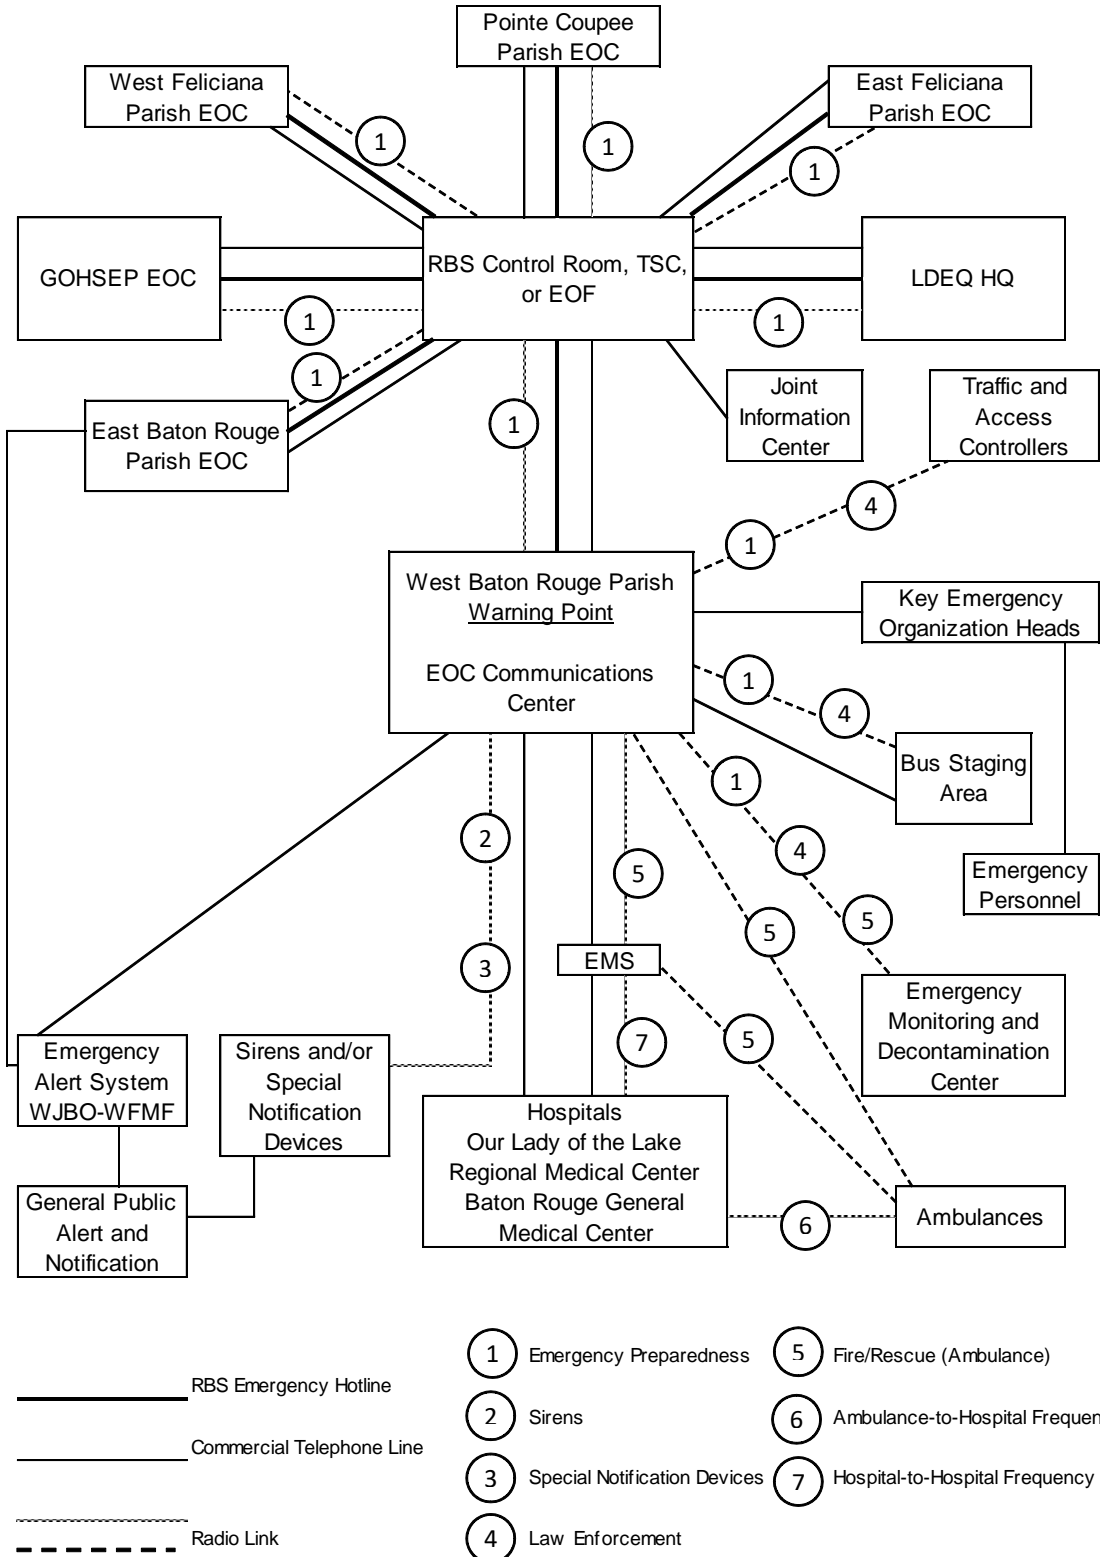 Pointe Coupee
Parish EOC
West Feliciana
Parish EOC
East Feliciana
Parish EOC
1
1
1
GOHSEP EOC
RBS Control Room, TSC,
or EOF
LDEQ HQ
1
1
1
East Baton Rouge
Parish EOC
1
Joint
Information
Center
Traffic and
Access
Controllers
4
1
West Baton Rouge Parish
Warning Point
EOC Communications
Center
Key Emergency
Organization Heads
1
4
Bus Staging
Area
1
2
4
5
Emergency
Personnel
5
5
3
EMS
Emergency
Monitoring and
Decontamination
Center
5
7
Emergency
Alert System
WJBO-WFMF
Sirens and/or
Special
Notification
Devices
Hospitals
Our Lady of the Lake
Regional Medical Center
Baton Rouge General
Medical Center
General Public
Alert and
Notification
6
Ambulances
RBS Emergency Hotline
Commercial Telephone Line
Radio Link
1 Emergency Preparedness
2 Sirens
3 Special Notification Devices
4 Law Enforcement
5 Fire/Rescue (Ambulance)
6 Ambulance-to-Hospital Frequen
7 Hospital-to-Hospital Frequency